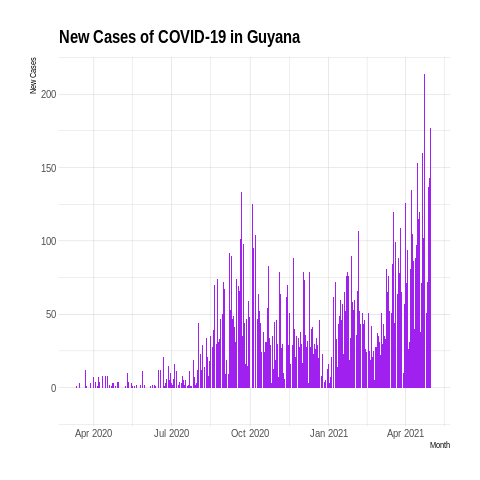 New Cases of COVID-19 in Guyana
New Cases
200
150
100
50
0
Apr 2020
Jul 2020
Oct 2020
Jan 2021
Apr 2021
Month